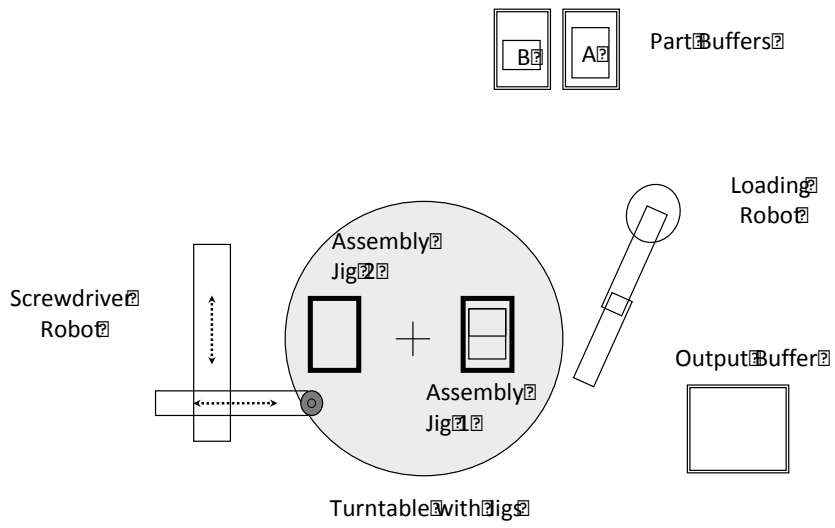 B⍰
A⍰
Part⍰Buffers⍰
Loading⍰
Robot⍰
Assembly⍰
Jig⍰2⍰
Screwdriver⍰
Robot⍰
Output⍰Buffer⍰
Assembly⍰
Jig⍰1⍰
Turntable⍰with⍰Jigs⍰